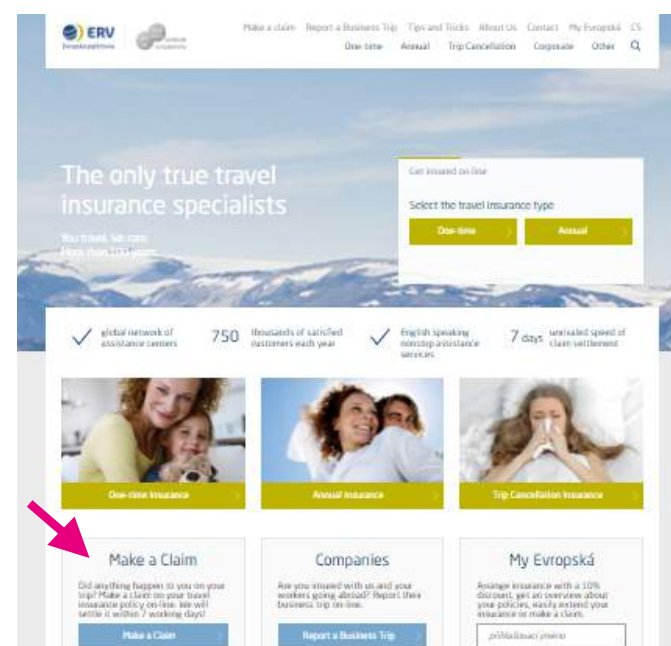 ERV
Make a claim Report a Business Trip Tips and Tricks About Us Contact My Evropská CS
One-time Annual Trip Cancellation Corporate Other
The only true travel
insurance specialists
You travel. We care.
More than 100 years.
Get insured on-line
Select the travel insurance type
One-time Annual
global network of
assistance centers
750 thousands of satisfied
customers each year
English speaking
nonstop assistance
services
7 days unrivaled speed of
claim settlement
One-time Insurance
Annual Insurance
Trip Cancellation Insurance
Make a Claim
Did anything happen to you on your
trip? Make a claim on your travel
insurance policy on-line. We will
settle it within 7 working days!
Make a Claim
Companies
Are you insured with us and your
workers going abroad? Report their
business trip on-line.
Report a Business Trip
My Evropská
Arrange insurance with a 10%
discount, get an overview about
your policies, easily extend your
insurance or make a claim.
přihlašovací jméno